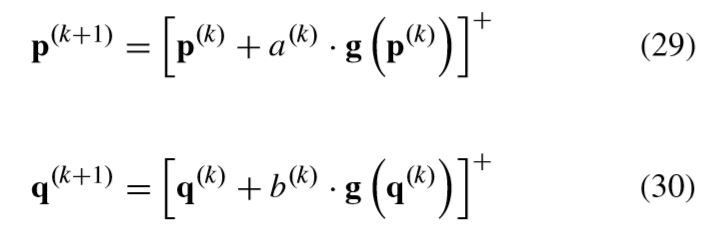 𝐩^{(k+1)} = [𝐩^{(k)} + a^{(k)} · 𝐠 (𝐩^{(k)})]^+ (29)
𝐪^{(k+1)} = [𝐪^{(k)} + b^{(k)} · 𝐠 (𝐪^{(k)})]^+ (30)